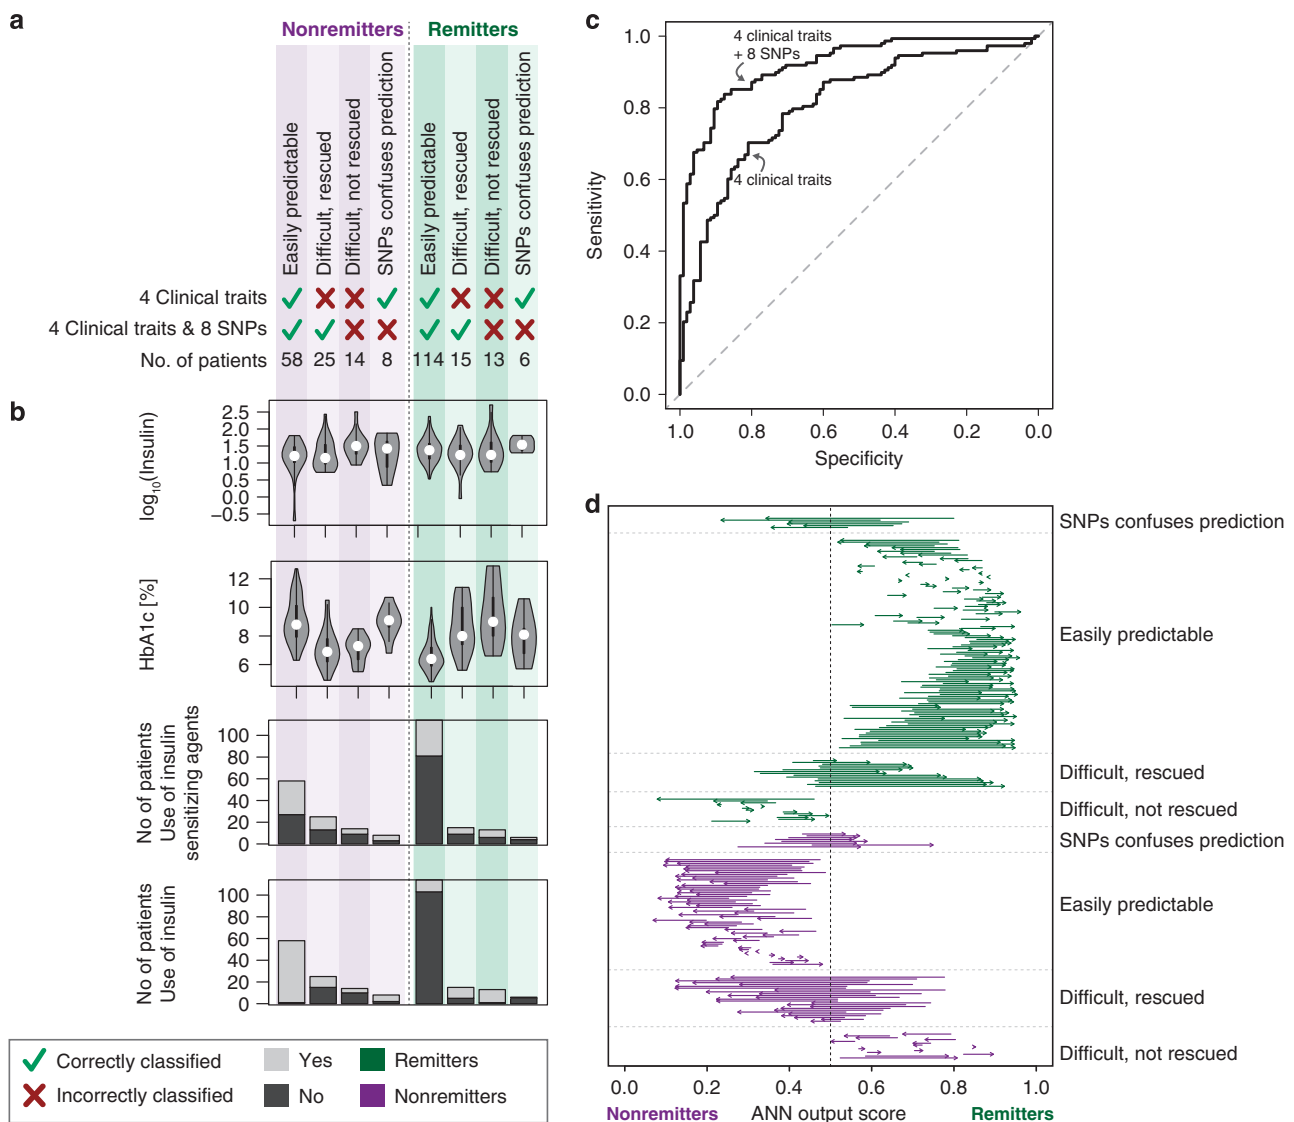 a
Nonremitters
Remitters
Easily predictable
Difficult, rescued
Difficult, not rescued
SNPs confuses prediction
Easily predictable
Difficult, rescued
Difficult, not rescued
SNPs confuses prediction
4 Clinical traits
4 Clinical traits & 8 SNPs
No. of patients 58 25 14 8 114 15 13 6
b
log10(Insulin)
2.5
2.0
1.5
1.0
0.5
0.0
−0.5
HbA1c [%]
12
10
8
6
No of patients
Use of insulin
sensitizing agents
100
80
60
40
20
0
No of patients
Use of insulin
100
80
60
40
20
0
Correctly classified
Incorrectly classified
Yes
No
Remitters
Nonremitters
c
Sensitivity
1.0
0.8
0.6
0.4
0.2
0.0
4 clinical traits
+ 8 SNPs
4 clinical traits
1.0 0.8 0.6 0.4 0.2 0.0
Specificity
d
SNPs confuses prediction
Easily predictable
Difficult, rescued
Difficult, not rescued
SNPs confuses prediction
Easily predictable
Difficult, rescued
Difficult, not rescued
0.0 0.2 0.4 0.6 0.8 1.0
Nonremitters ANN output score Remitters